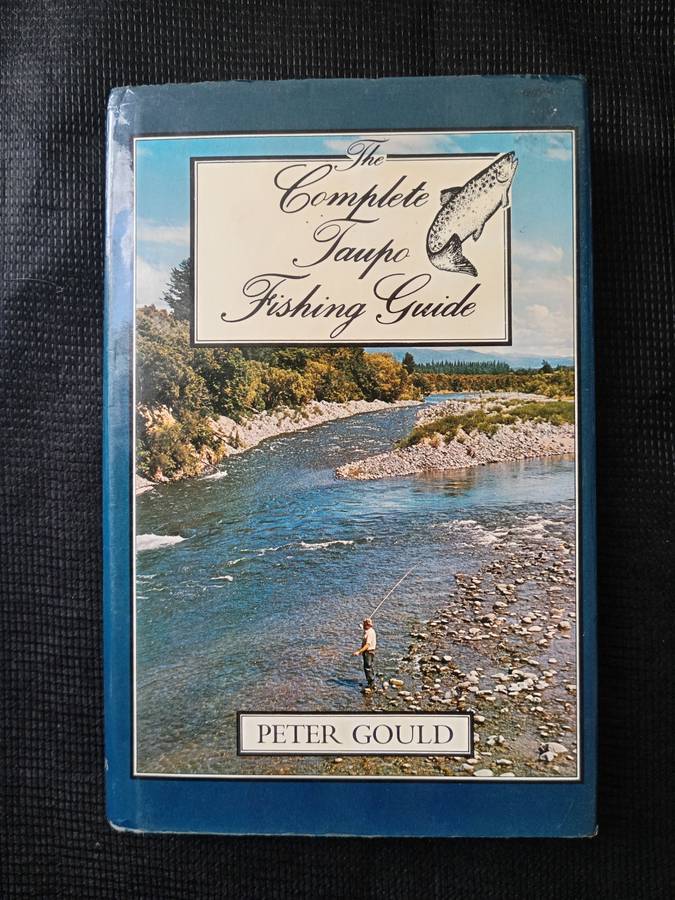 The
Complete
Taupo
Fishing Guide
PETER GOULD